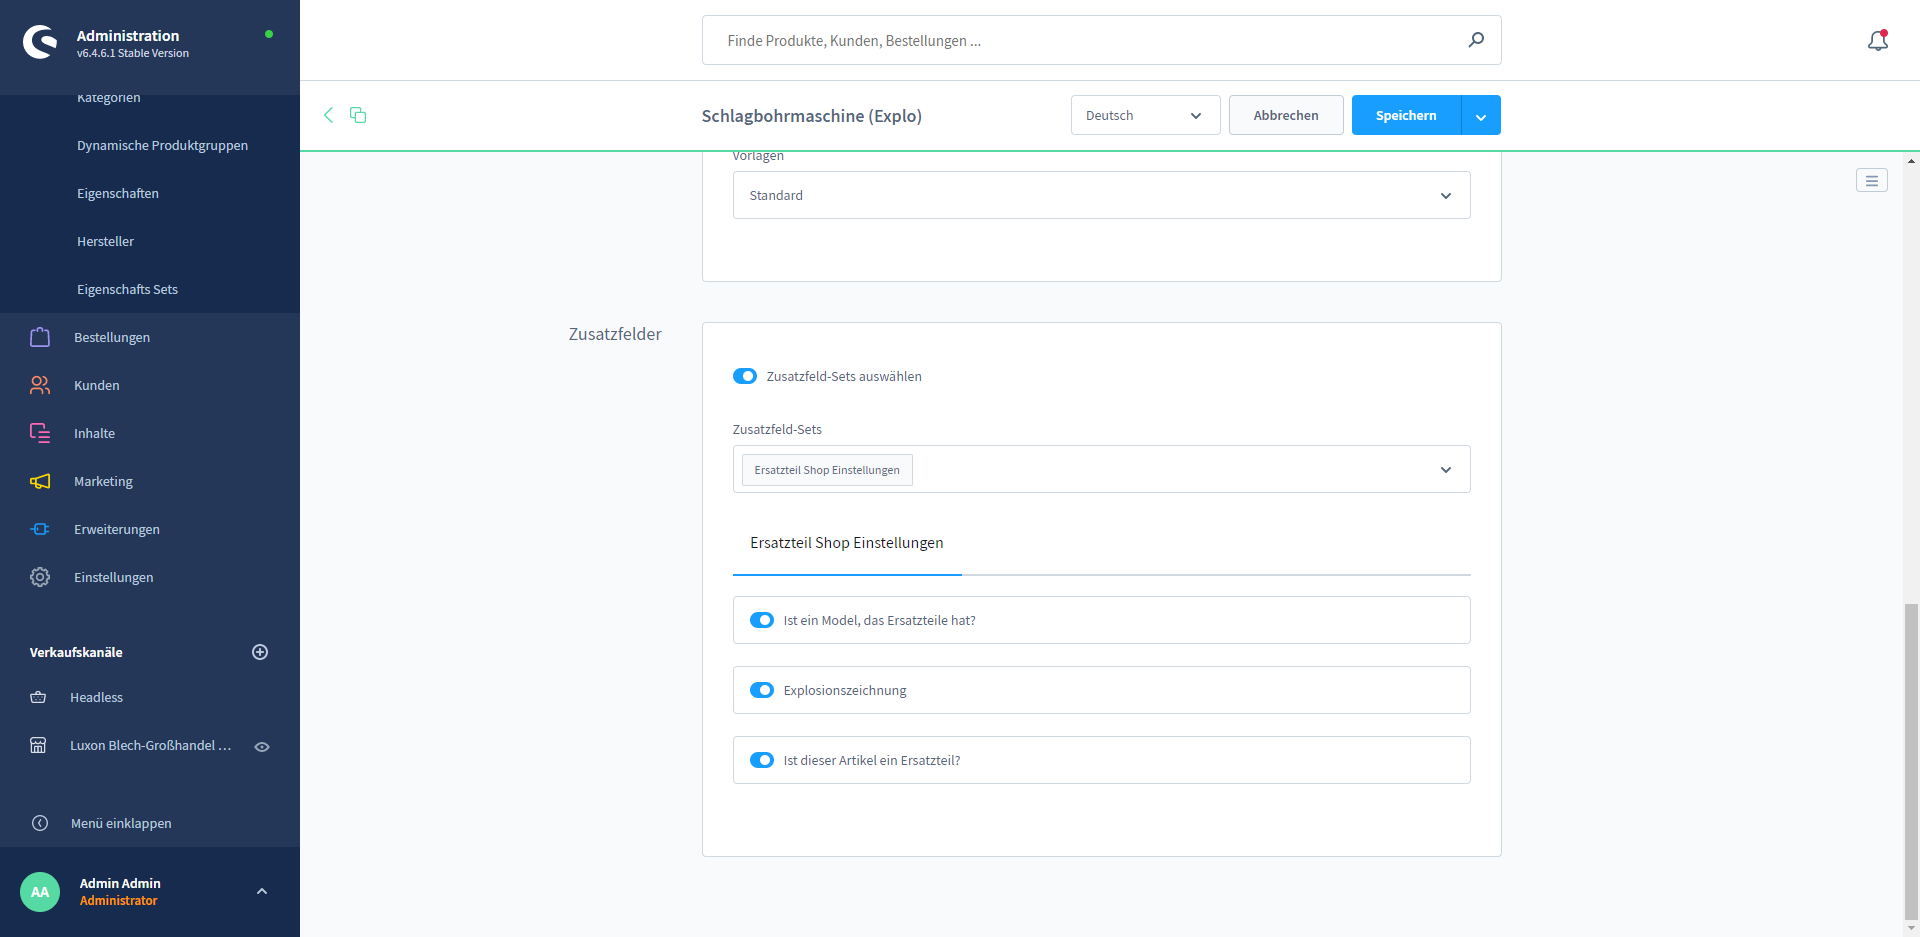 Administration
v6.4.6.1 Stable Version
Finde Produkte, Kunden, Bestellungen ...
Schlagbohrmaschine (Explo)
Deutsch
Abbrechen
Speichern
Kategorien
Dynamische Produktgruppen
Eigenschaften
Hersteller
Eigenschafts Sets
Bestellungen
Kunden
Inhalte
Marketing
Erweiterungen
Einstellungen
Verkaufskanäle
Headless
Luxon Blech-Großhandel ...
Menü einklappen
AA
Admin Admin
Administrator
Vorlagen
Standard
Zusatzfelder
Zusatzfeld-Sets auswählen
Zusatzfeld-Sets
Ersatzteil Shop Einstellungen
Ersatzteil Shop Einstellungen
Ist ein Model, das Ersatzteile hat?
Explosionszeichnung
Ist dieser Artikel ein Ersatzteil?